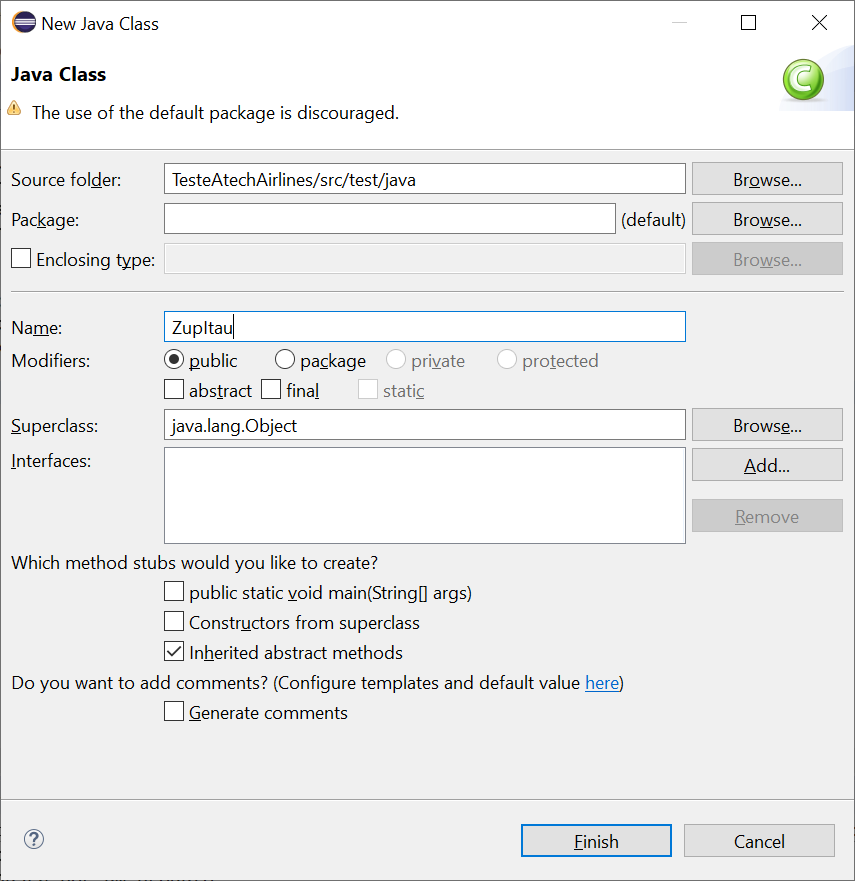 New Java Class
Java Class
The use of the default package is discouraged.
Source folder: TesteAtechAirlines/src/test/java Browse...
Package: (default) Browse...
Enclosing type: Browse...
Name: ZupItau
Modifiers: public package private protected
abstract final static
Superclass: java.lang.Object Browse...
Interfaces: Add...
Remove
Which method stubs would you like to create?
public static void main(String[] args)
Constructors from superclass
Inherited abstract methods
Do you want to add comments? (Configure templates and default value here)
Generate comments
Finish Cancel